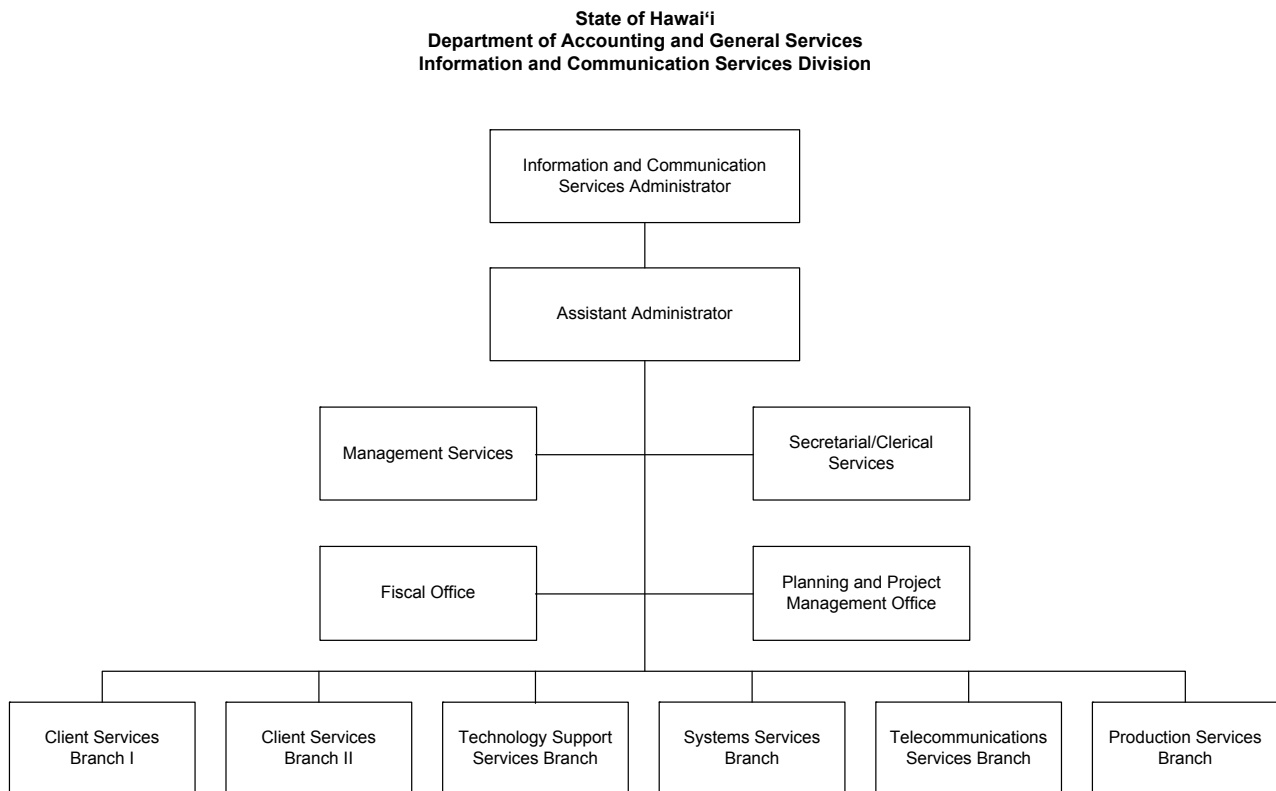 State of Hawai‘i
Department of Accounting and General Services
Information and Communication Services Division
Information and Communication
Services Administrator
Assistant Administrator
Management Services
Secretarial/Clerical
Services
Fiscal Office
Planning and Project
Management Office
Client Services
Branch I
Client Services
Branch II
Technology Support
Services Branch
Systems Services
Branch
Telecommunications
Services Branch
Production Services
Branch